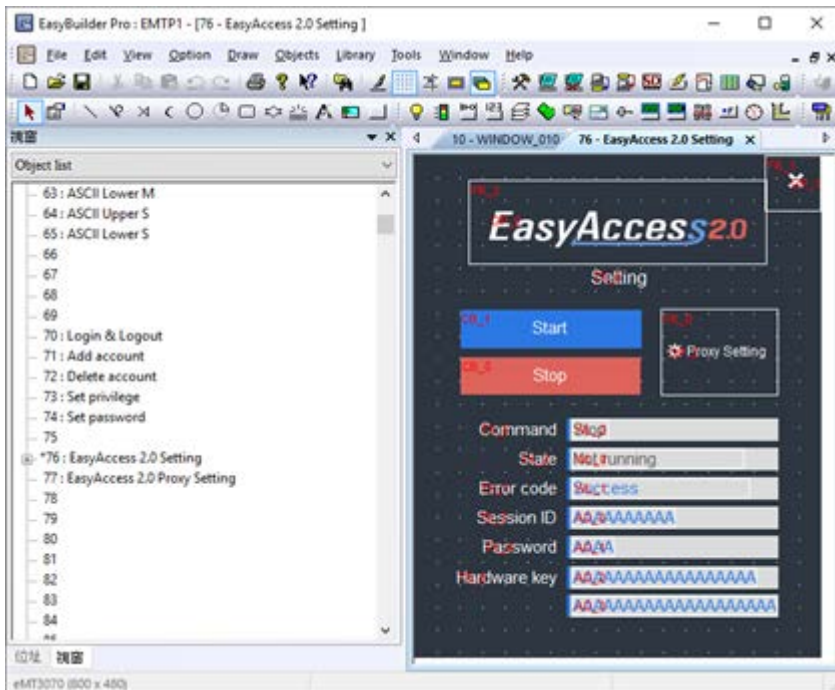 EasyBuilder Pro : EMTP1 - [76 - EasyAccess 2.0 Setting ]
File Edit View Option Draw Objects Library Tools Window Help
視窗
10 - WINDOW_010 76 - EasyAccess 2.0 Setting
Object list
63 : ASCII Lower M
64 : ASCII Upper S
65 : ASCII Lower S
66
67
68
69
70 : Login & Logout
71 : Add account
72 : Delete account
73 : Set privilege
74 : Set password
75
*76 : EasyAccess 2.0 Setting
77 : EasyAccess 2.0 Proxy Setting
78
79
80
81
82
83
84
位址 視窗
eMT3070 (800 x 480)
EasyAccess 2.0
Setting
Start
Stop
Proxy Setting
Command Stop
State Not running
Error code Success
Session ID AAAAAAAAAA
Password AAAA
Hardware key